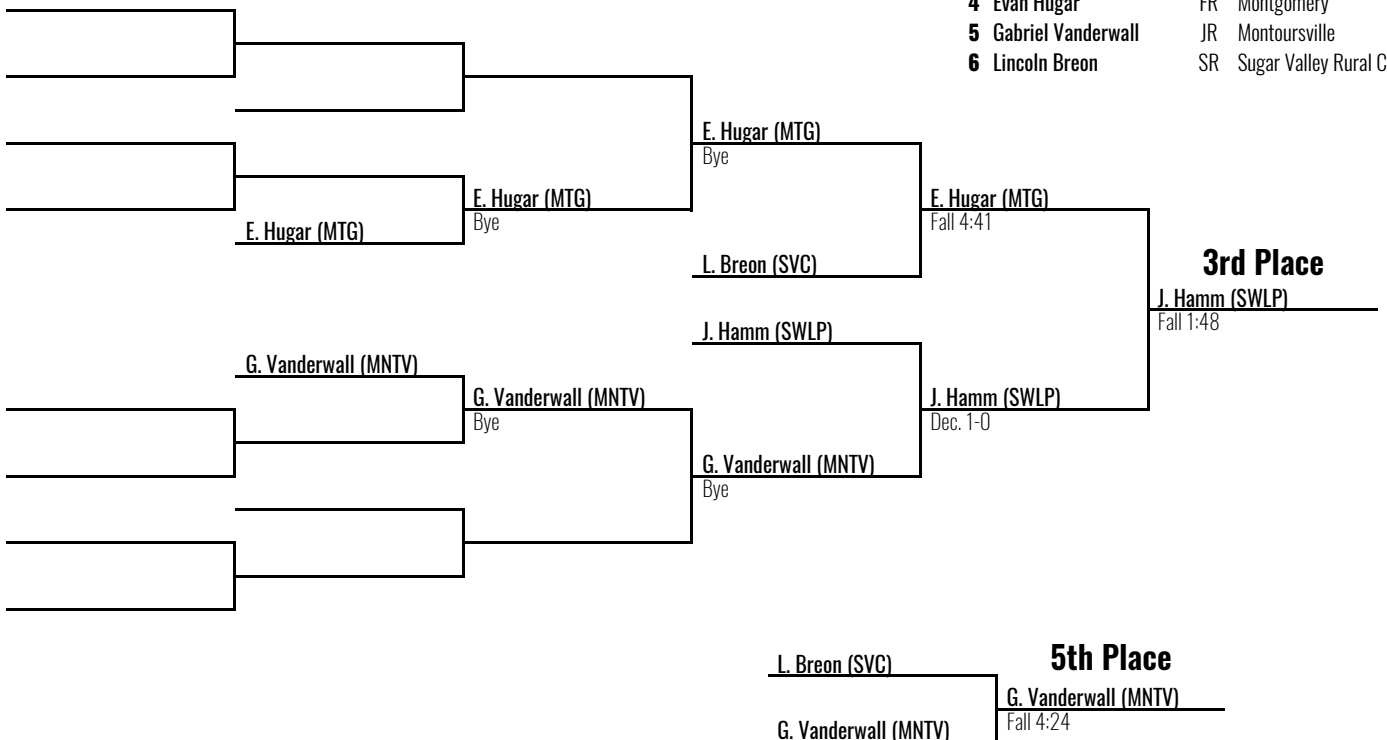 4 Evan Hugar FR Montgomery
5 Gabriel Vanderwall JR Montoursville
6 Lincoln Breon SR Sugar Valley Rural C
E. Hugar (MTG)
Bye
E. Hugar (MTG)
Bye
E. Hugar (MTG)
Fall 4:41
E. Hugar (MTG)
L. Breon (SVC)
3rd Place
J. Hamm (SWLP)
Fall 1:48
J. Hamm (SWLP)
G. Vanderwall (MNTV)
G. Vanderwall (MNTV)
Bye
J. Hamm (SWLP)
Dec. 1-0
G. Vanderwall (MNTV)
Bye
L. Breon (SVC)
5th Place
G. Vanderwall (MNTV)
Fall 4:24
G. Vanderwall (MNTV)